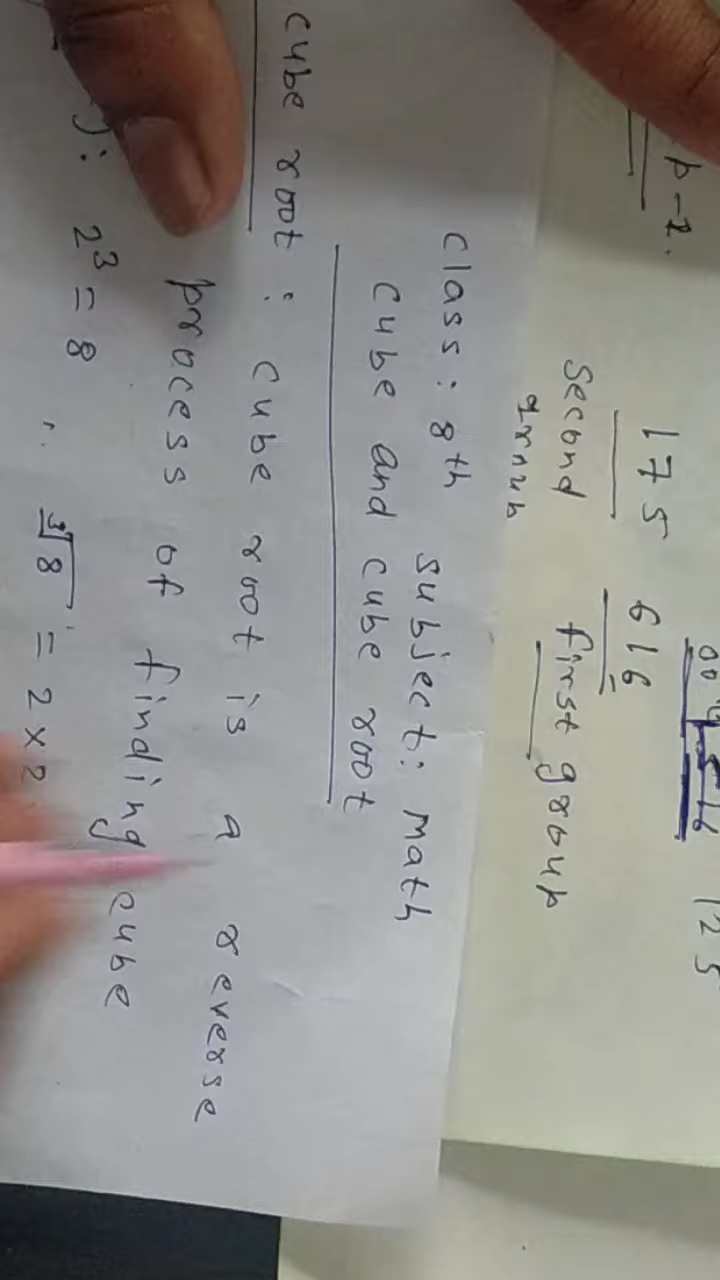 175 616
second first group
class: 8th subject: math
cube and cube root
cube root: cube root is a reverse
process of finding cube
2³ = 8 ∴ ∛8 = 2×2